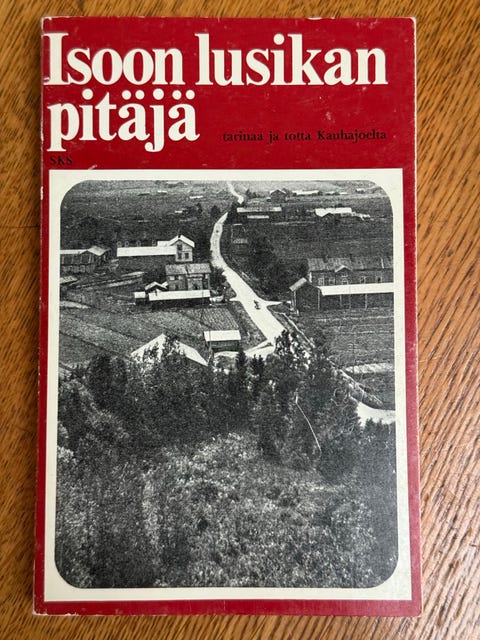 Isoon lusikan
pitäjä
tarinaa ja totta Kauhajoelta
SKS